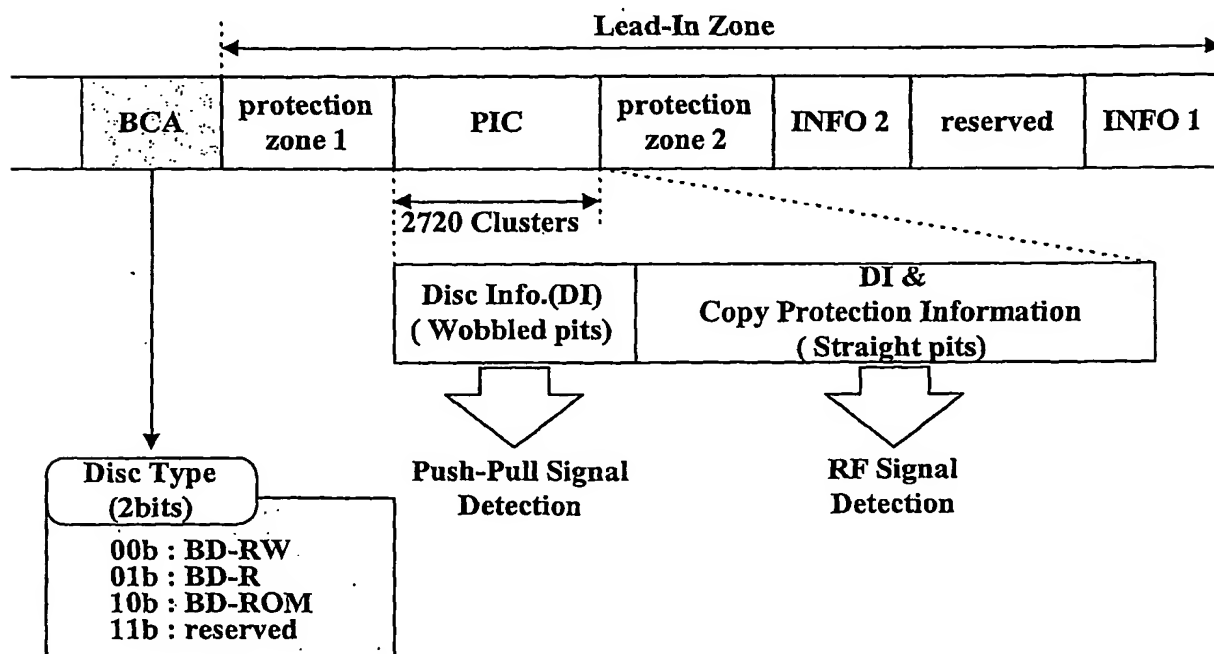 Lead-In Zone
BCA
protection
zone 1
PIC
protection
zone 2
INFO 2
reserved
INFO 1
2720 Clusters
Disc Info.(DI)
( Wobbled pits)
DI &
Copy Protection Information
( Straight pits)
Push-Pull Signal
Detection
RF Signal
Detection
Disc Type
(2bits)
00b : BD-RW
01b : BD-R
10b : BD-ROM
11b : reserved